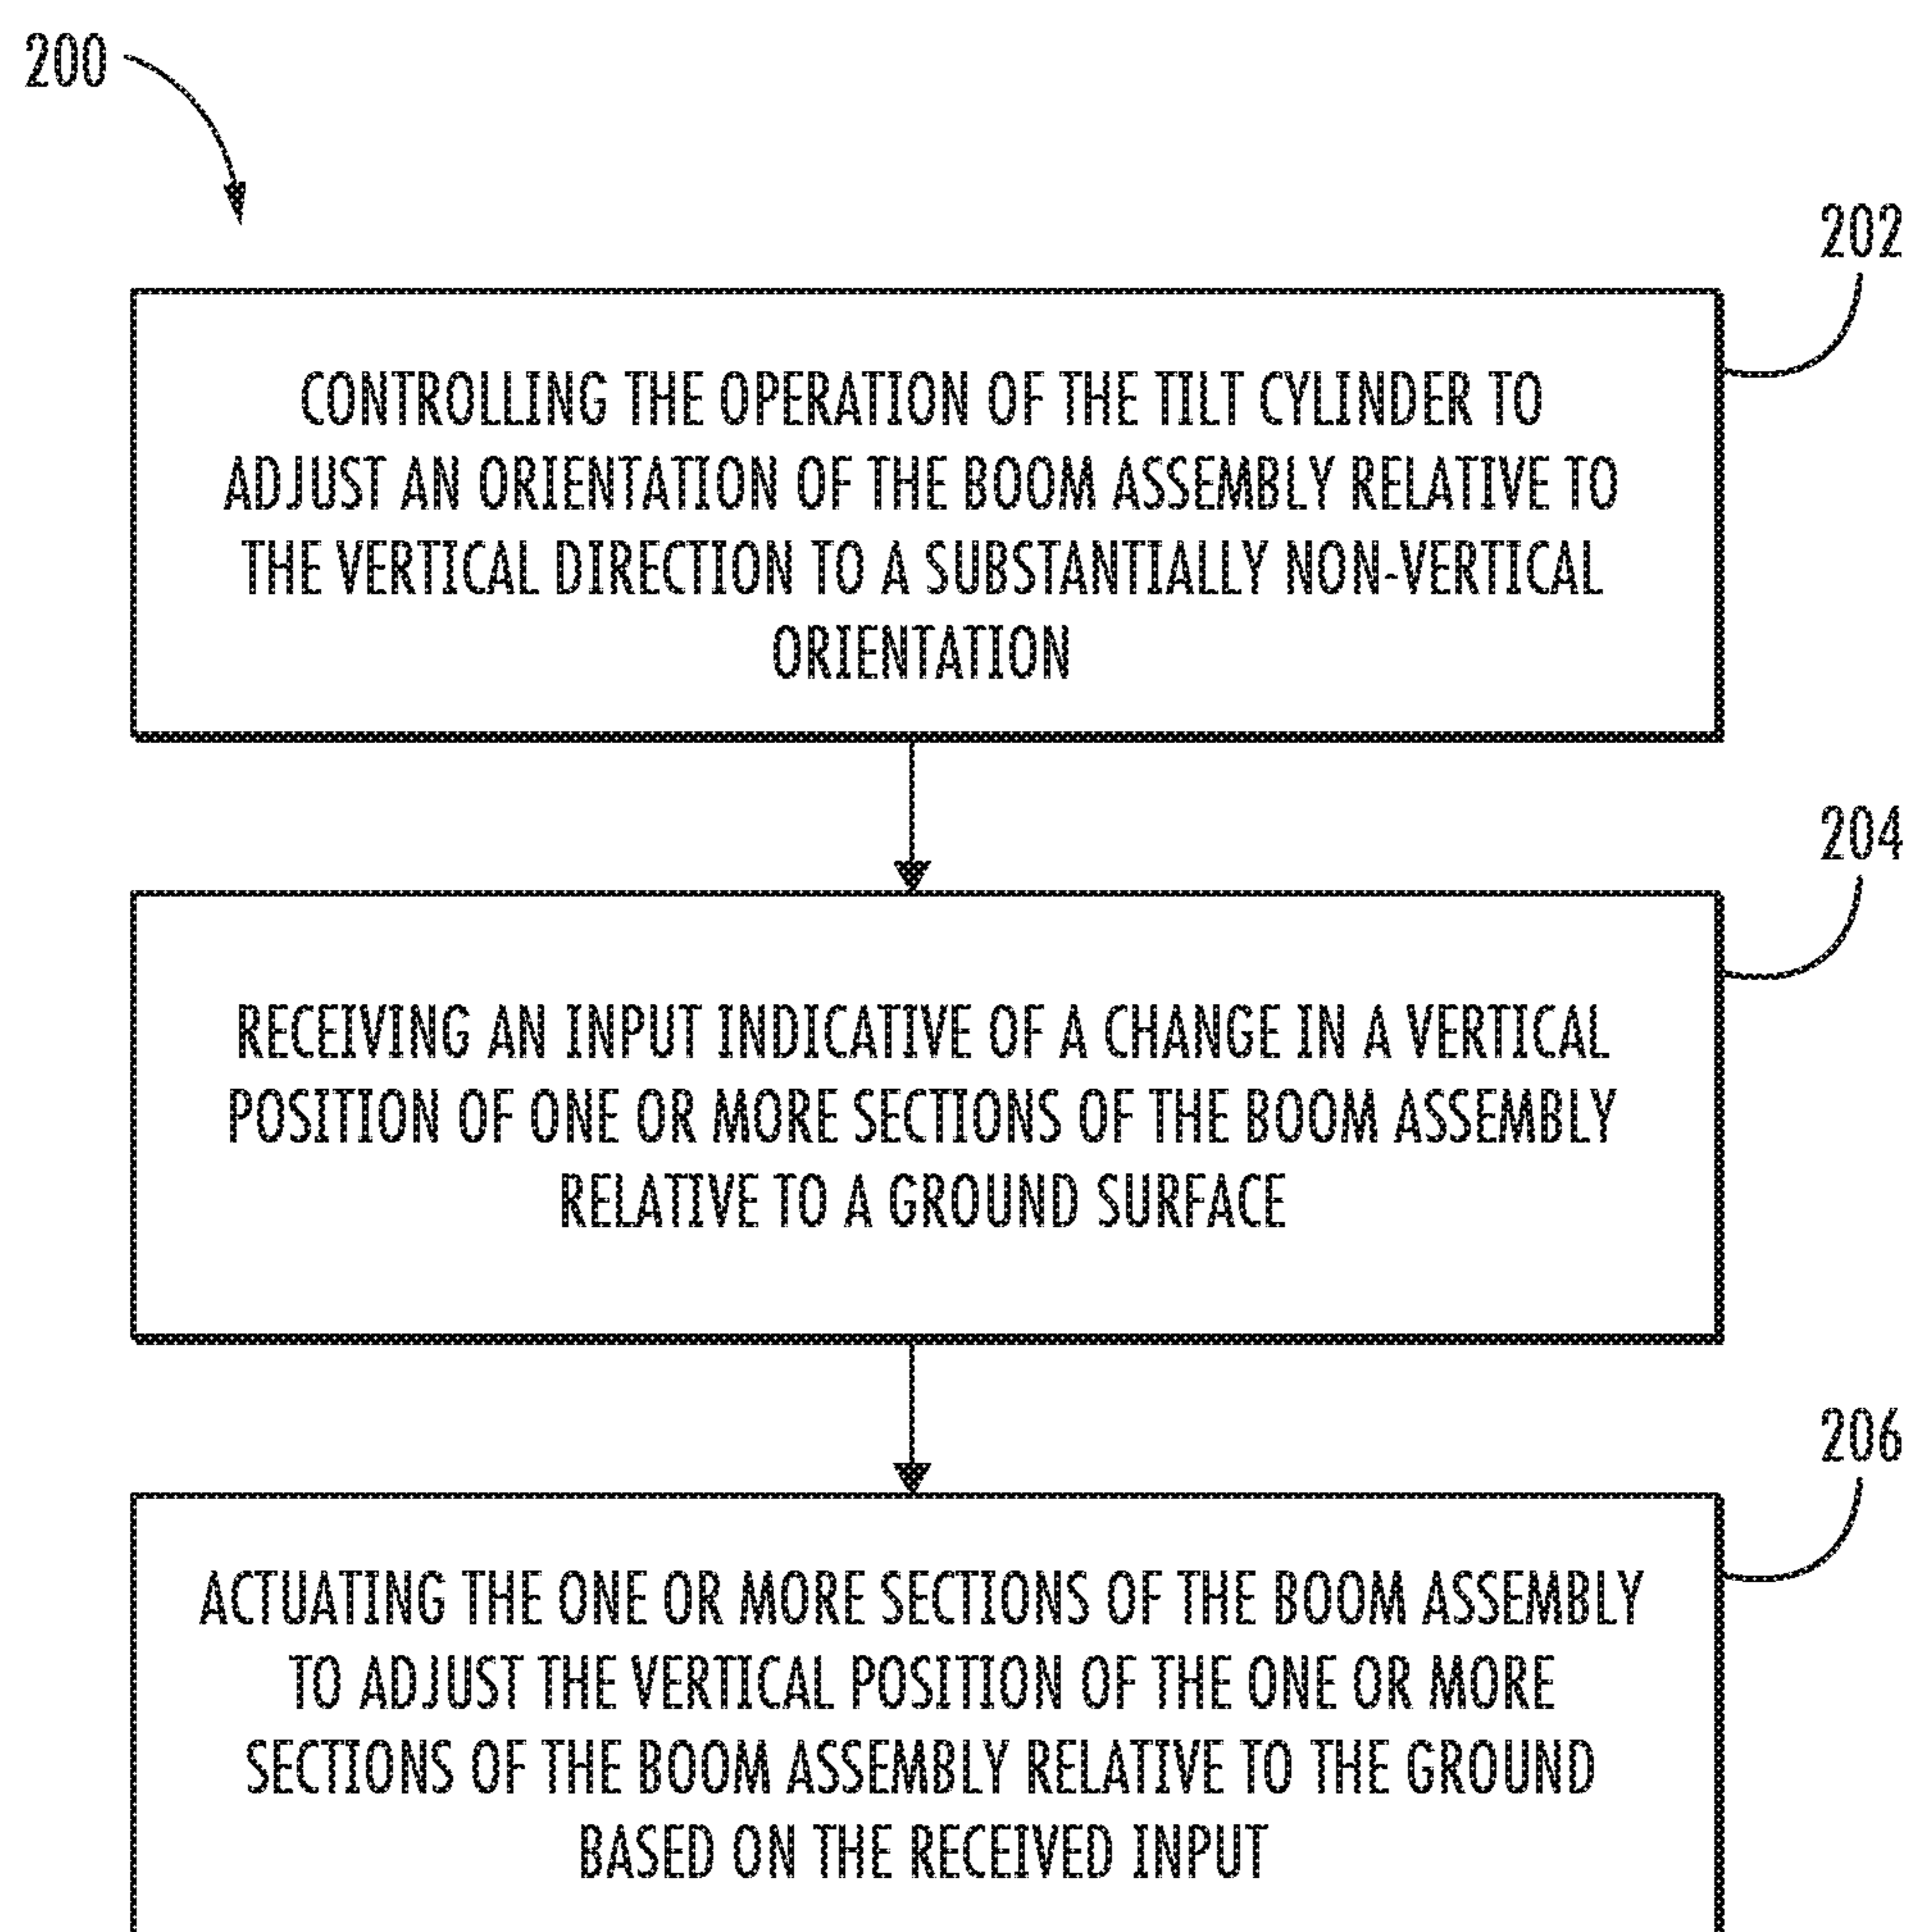 200
202
CONTROLLING THE OPERATION OF THE TILT CYLINDER TO
ADJUST AN ORIENTATION OF THE BOOM ASSEMBLY RELATIVE TO
THE VERTICAL DIRECTION TO A SUBSTANTIALLY NON-VERTICAL
ORIENTATION
204
RECEIVING AN INPUT INDICATIVE OF A CHANGE IN A VERTICAL
POSITION OF ONE OR MORE SECTIONS OF THE BOOM ASSEMBLY
RELATIVE TO A GROUND SURFACE
206
ACTUATING THE ONE OR MORE SECTIONS OF THE BOOM ASSEMBLY
TO ADJUST THE VERTICAL POSITION OF THE ONE OR MORE
SECTIONS OF THE BOOM ASSEMBLY RELATIVE TO THE GROUND
BASED ON THE RECEIVED INPUT